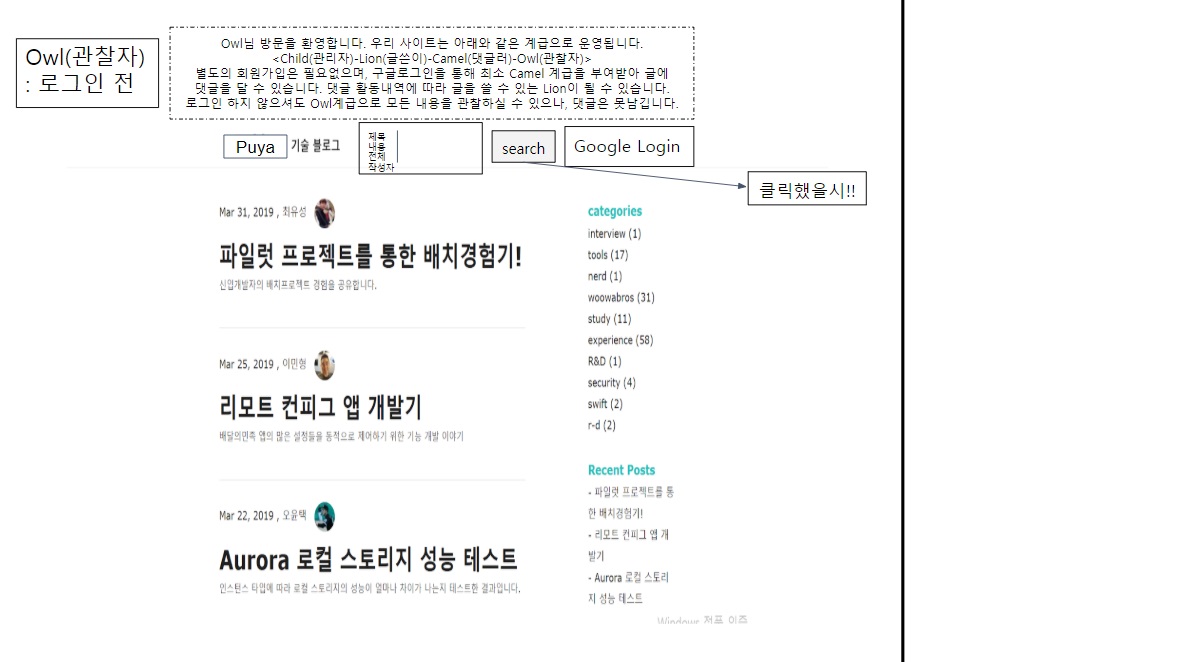 Owl(관찰자)
: 로그인 전
Owl님 방문을 환영합니다. 우리 사이트는 아래와 같은 계급으로 운영됩니다.
<Child(관리자)-Lion(글쓴이)-Camel(댓글러)-Owl(관찰자)>
별도의 회원가입은 필요없으며, 구글로그인을 통해 최소 Camel 계급을 부여받아 글에
댓글을 달 수 있습니다. 댓글 활동내역에 따라 글을 쓸 수 있는 Lion이 될 수 있습니다.
로그인 하지 않으셔도 Owl계급으로 모든 내용을 관찰하실 수 있으나, 댓글은 못남깁니다.
Puya 기술 블로그
제목
내용
전체
작성자
search
Google Login
클릭했을시!!
Mar 31, 2019 , 최유성
파일럿 프로젝트를 통한 배치경험기!
신입개발자의 배치프로젝트 경험을 공유합니다.
Mar 25, 2019 , 이민형
리모트 컨피그 앱 개발기
배달의민족 앱의 많은 설정들을 동적으로 제어하기 위한 기능 개발 이야기
Mar 22, 2019 , 오윤택
Aurora 로컬 스토리지 성능 테스트
인스턴스 타입에 따라 로컬 스토리지의 성능이 얼마나 차이가 나는지 테스트한 결과입니다.
categories
interview (1)
tools (17)
nerd (1)
woowabros (31)
study (11)
experience (58)
R&D (1)
security (4)
swift (2)
r-d (2)
Recent Posts
- 파일럿 프로젝트를 통
한 배치경험기!
- 리모트 컨피그 앱 개
발기
- Aurora 로컬 스토리
지 성능 테스트
Windows